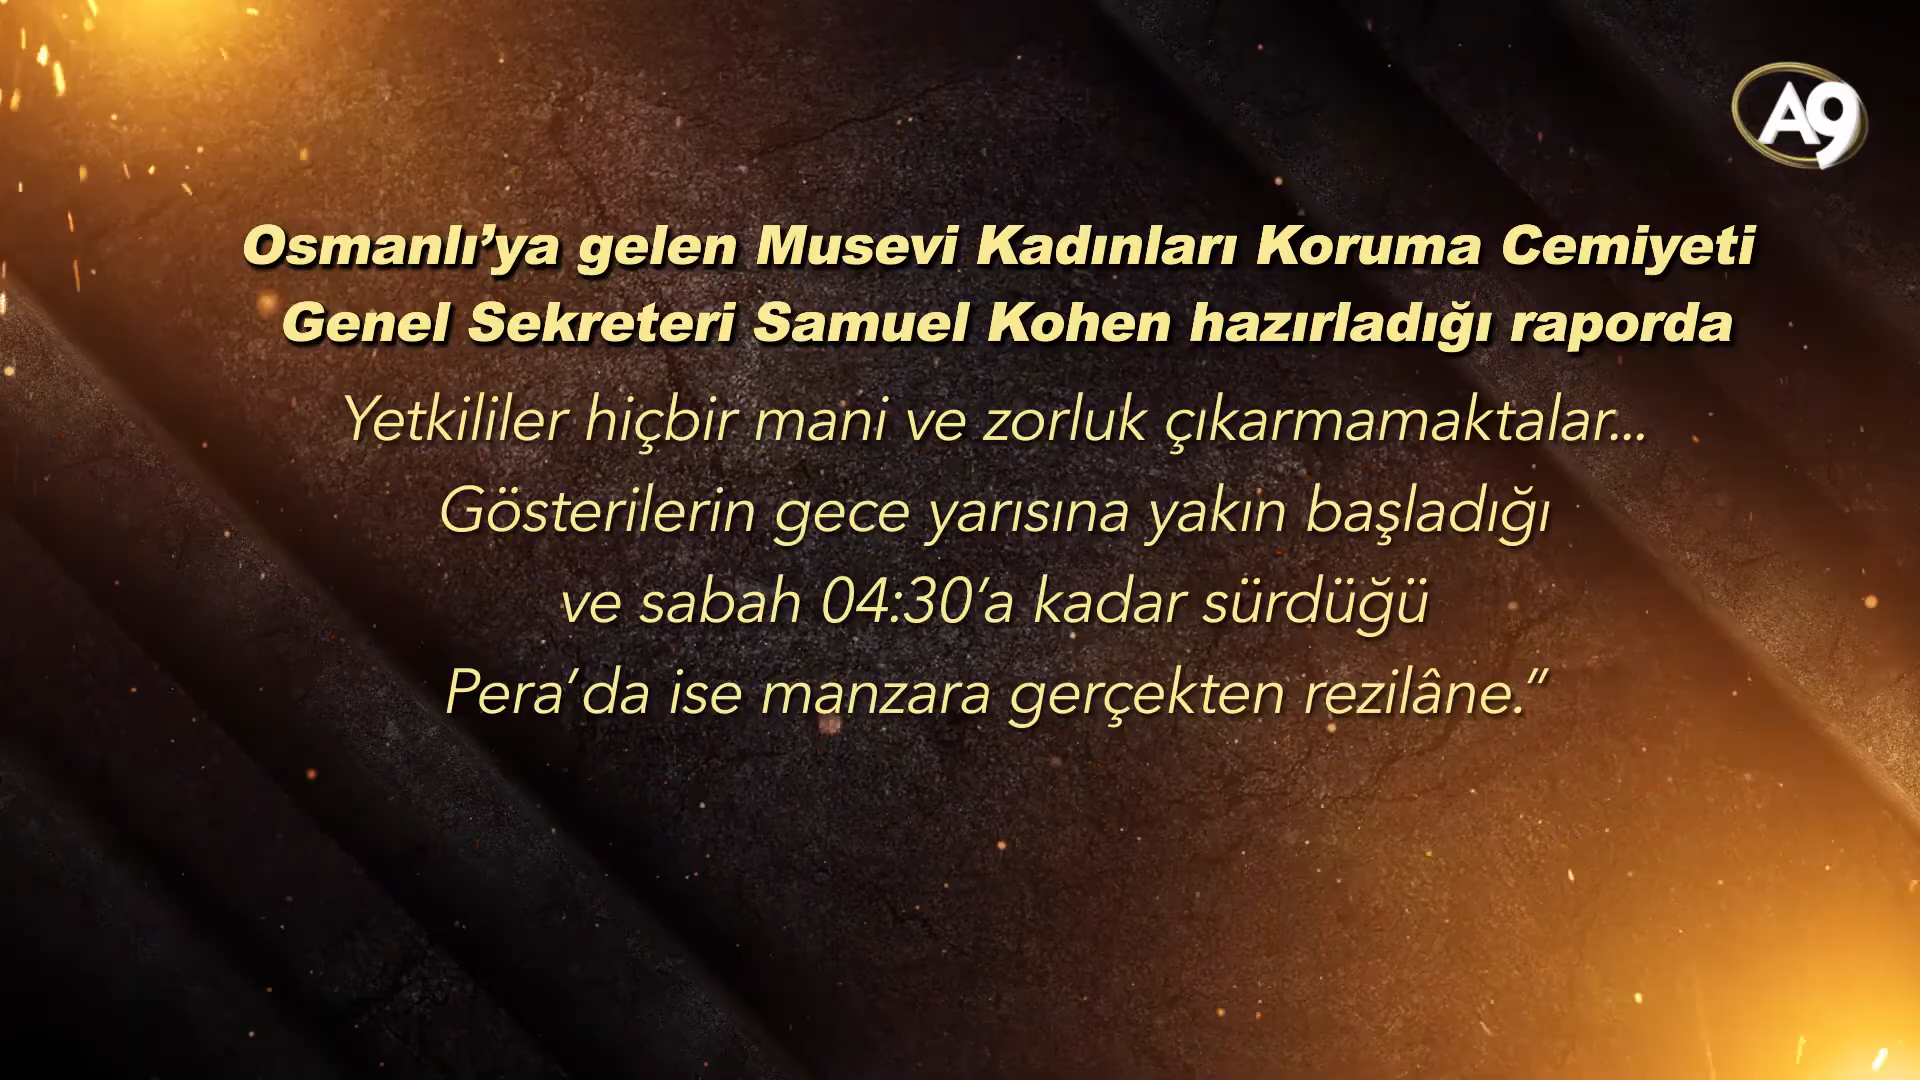 A9
Osmanlı’ya gelen Musevi Kadınları Koruma Cemiyeti
Genel Sekreteri Samuel Kohen hazırladığı raporda
Yetkililer hiçbir mani ve zorluk çıkarmamaktalar...
Gösterilerin gece yarısına yakın başladığı
ve sabah 04:30’a kadar sürdüğü
Pera’da ise manzara gerçekten rezilâne.”